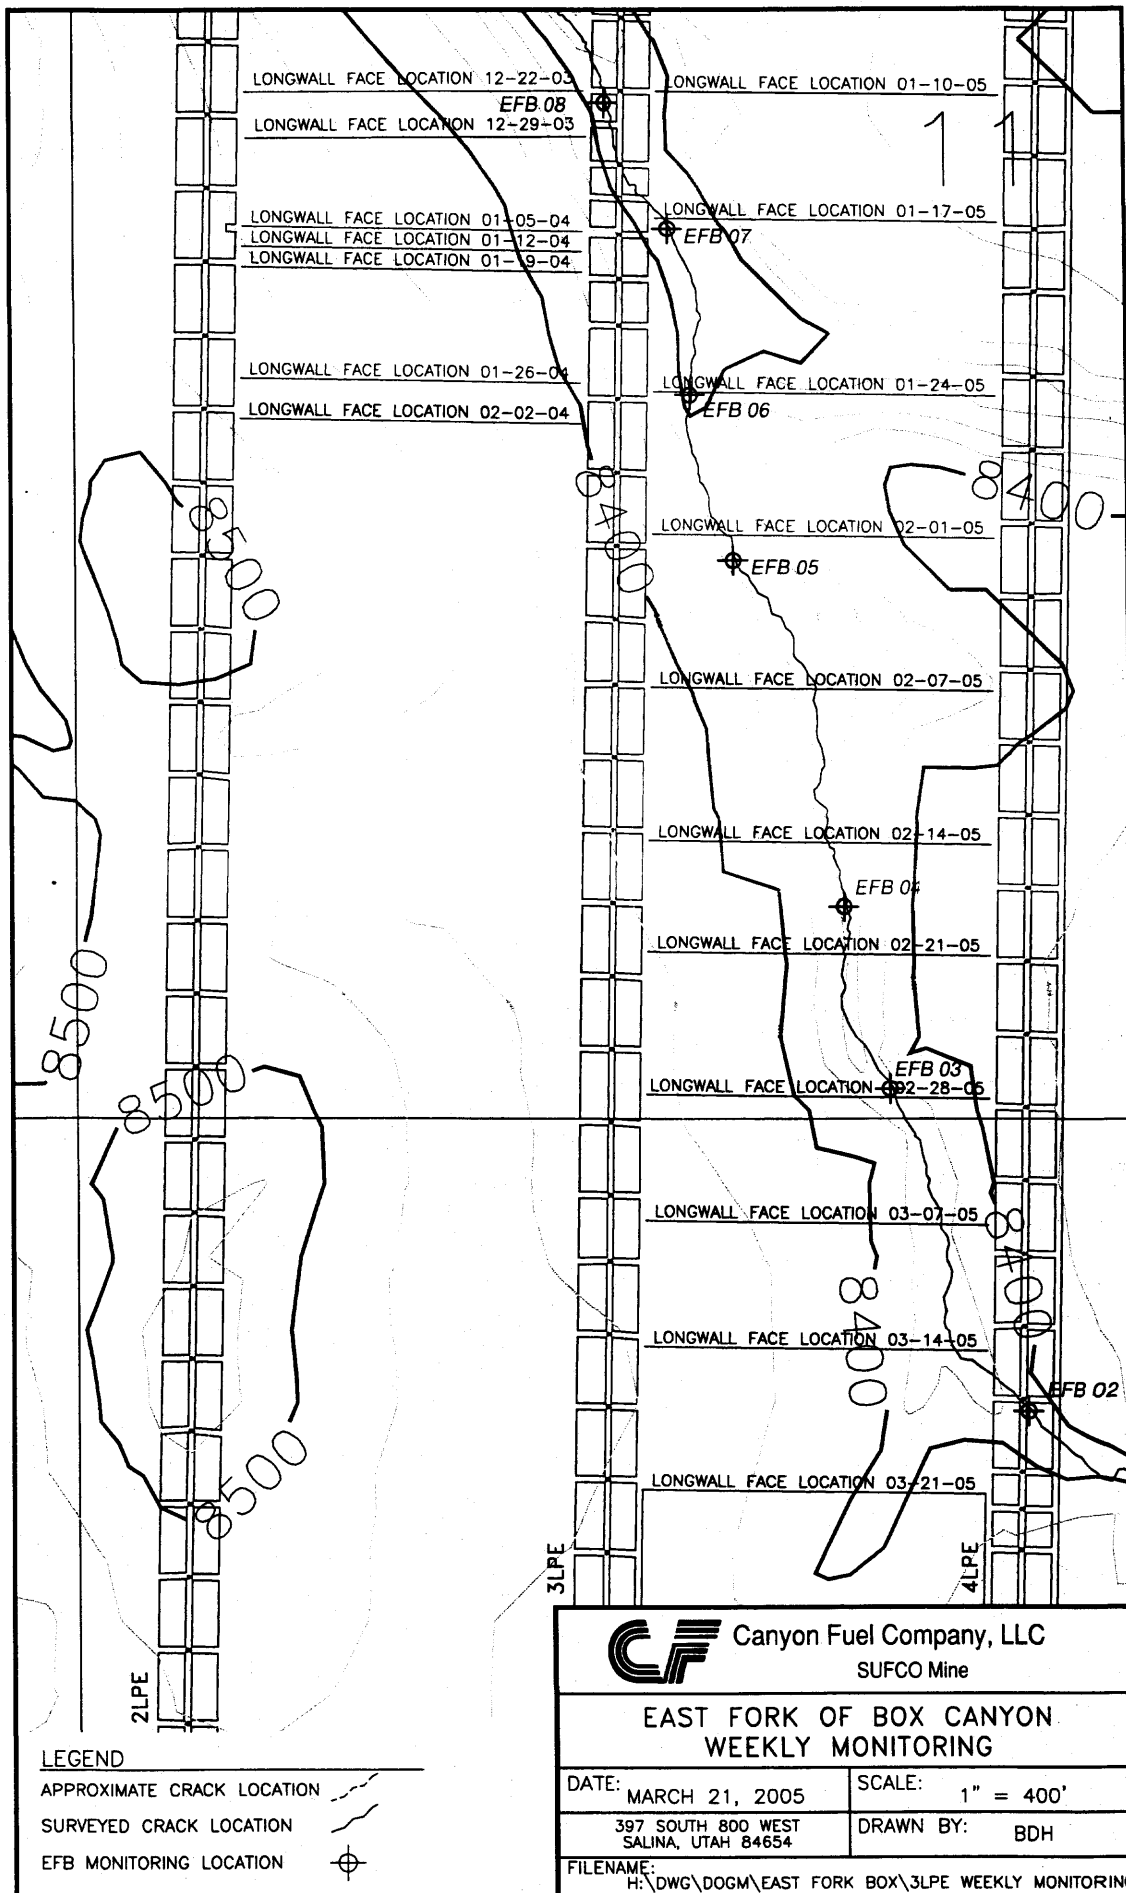 LONGWALL FACE LOCATION 12-22-03
LONGWALL FACE LOCATION 01-10-05
EFB 08
LONGWALL FACE LOCATION 12-29-03
11
LONGWALL FACE LOCATION 01-05-04
LONGWALL FACE LOCATION 01-17-05
EFB 07
LONGWALL FACE LOCATION 01-12-04
LONGWALL FACE LOCATION 01-19-04
LONGWALL FACE LOCATION 01-26-04
LONGWALL FACE LOCATION 01-24-05
LONGWALL FACE LOCATION 02-02-04
EFB 06
8400
8400
8500
LONGWALL FACE LOCATION 02-01-05
EFB 05
LONGWALL FACE LOCATION 02-07-05
LONGWALL FACE LOCATION 02-14-05
EFB 04
LONGWALL FACE LOCATION 02-21-05
8500
8500
EFB 03
LONGWALL FACE LOCATION 02-28-05
LONGWALL FACE LOCATION 03-07-05
8400
8400
LONGWALL FACE LOCATION 03-14-05
EFB 02
8500
LONGWALL FACE LOCATION 03-21-05
3LPE
4LPE
2LPE
CF
Canyon Fuel Company, LLC
SUFCO Mine
EAST FORK OF BOX CANYON
WEEKLY MONITORING
DATE: MARCH 21, 2005
SCALE: 1" = 400'
397 SOUTH 800 WEST
SALINA, UTAH 84654
DRAWN BY: BDH
FILENAME:
H:\DWG\DOGM\EAST FORK BOX\3LPE WEEKLY MONITORING
LEGEND
APPROXIMATE CRACK LOCATION
SURVEYED CRACK LOCATION
EFB MONITORING LOCATION